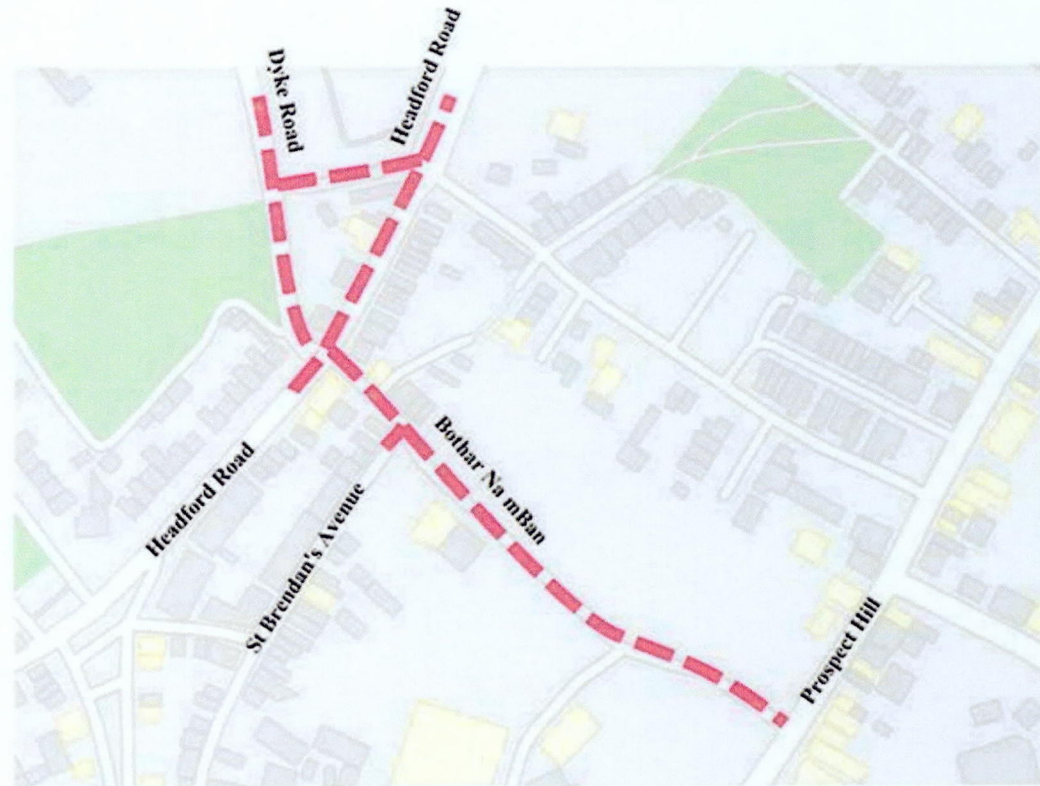 Dyke Road
Headford Road
Bothar Na mBan
Headford Road
St Brendan's Avenue
Prospect Hill